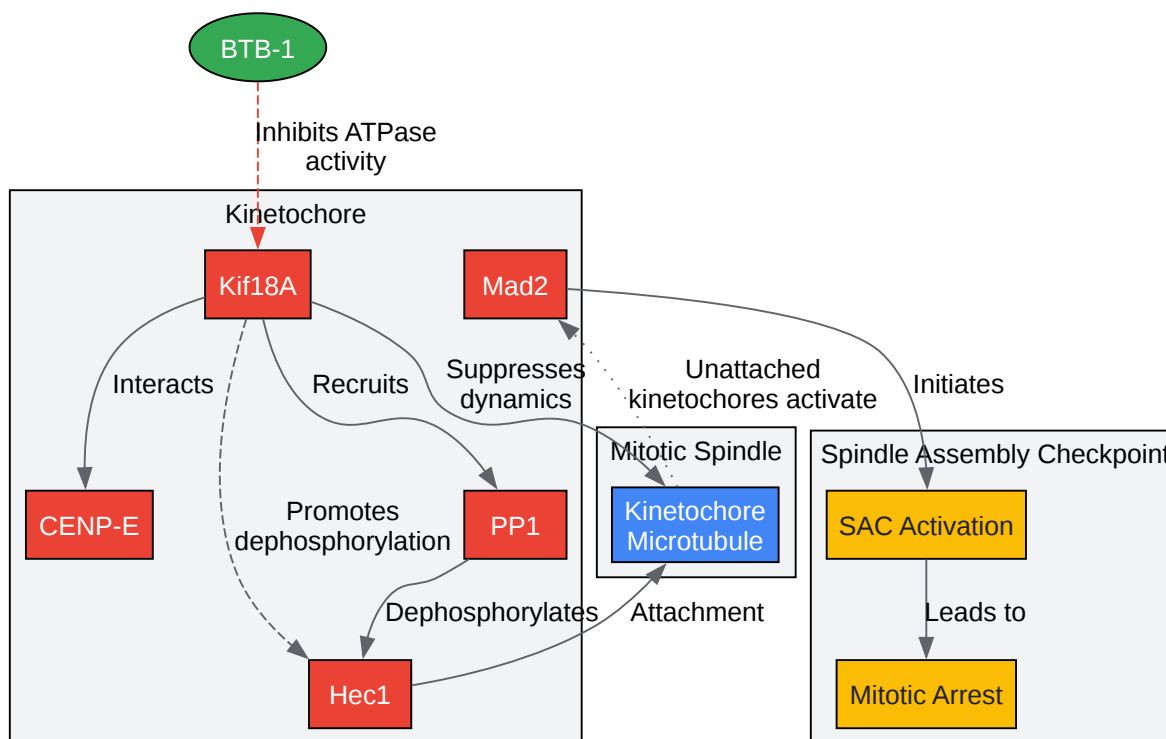 BTB-1
Inhibits ATPase
activity
Kinetochore
Kif18A
Mad2
Interacts
Recruits
Suppresses
dynamics
Unattached
kinetochores activate
Initiates
Mitotic Spindle
Spindle Assembly Checkpoint
CENP-E
Promotes
dephosphorylation
PP1
Kinetochore
Microtubule
SAC Activation
Dephosphorylates
Attachment
Leads to
Hec1
Mitotic Arrest